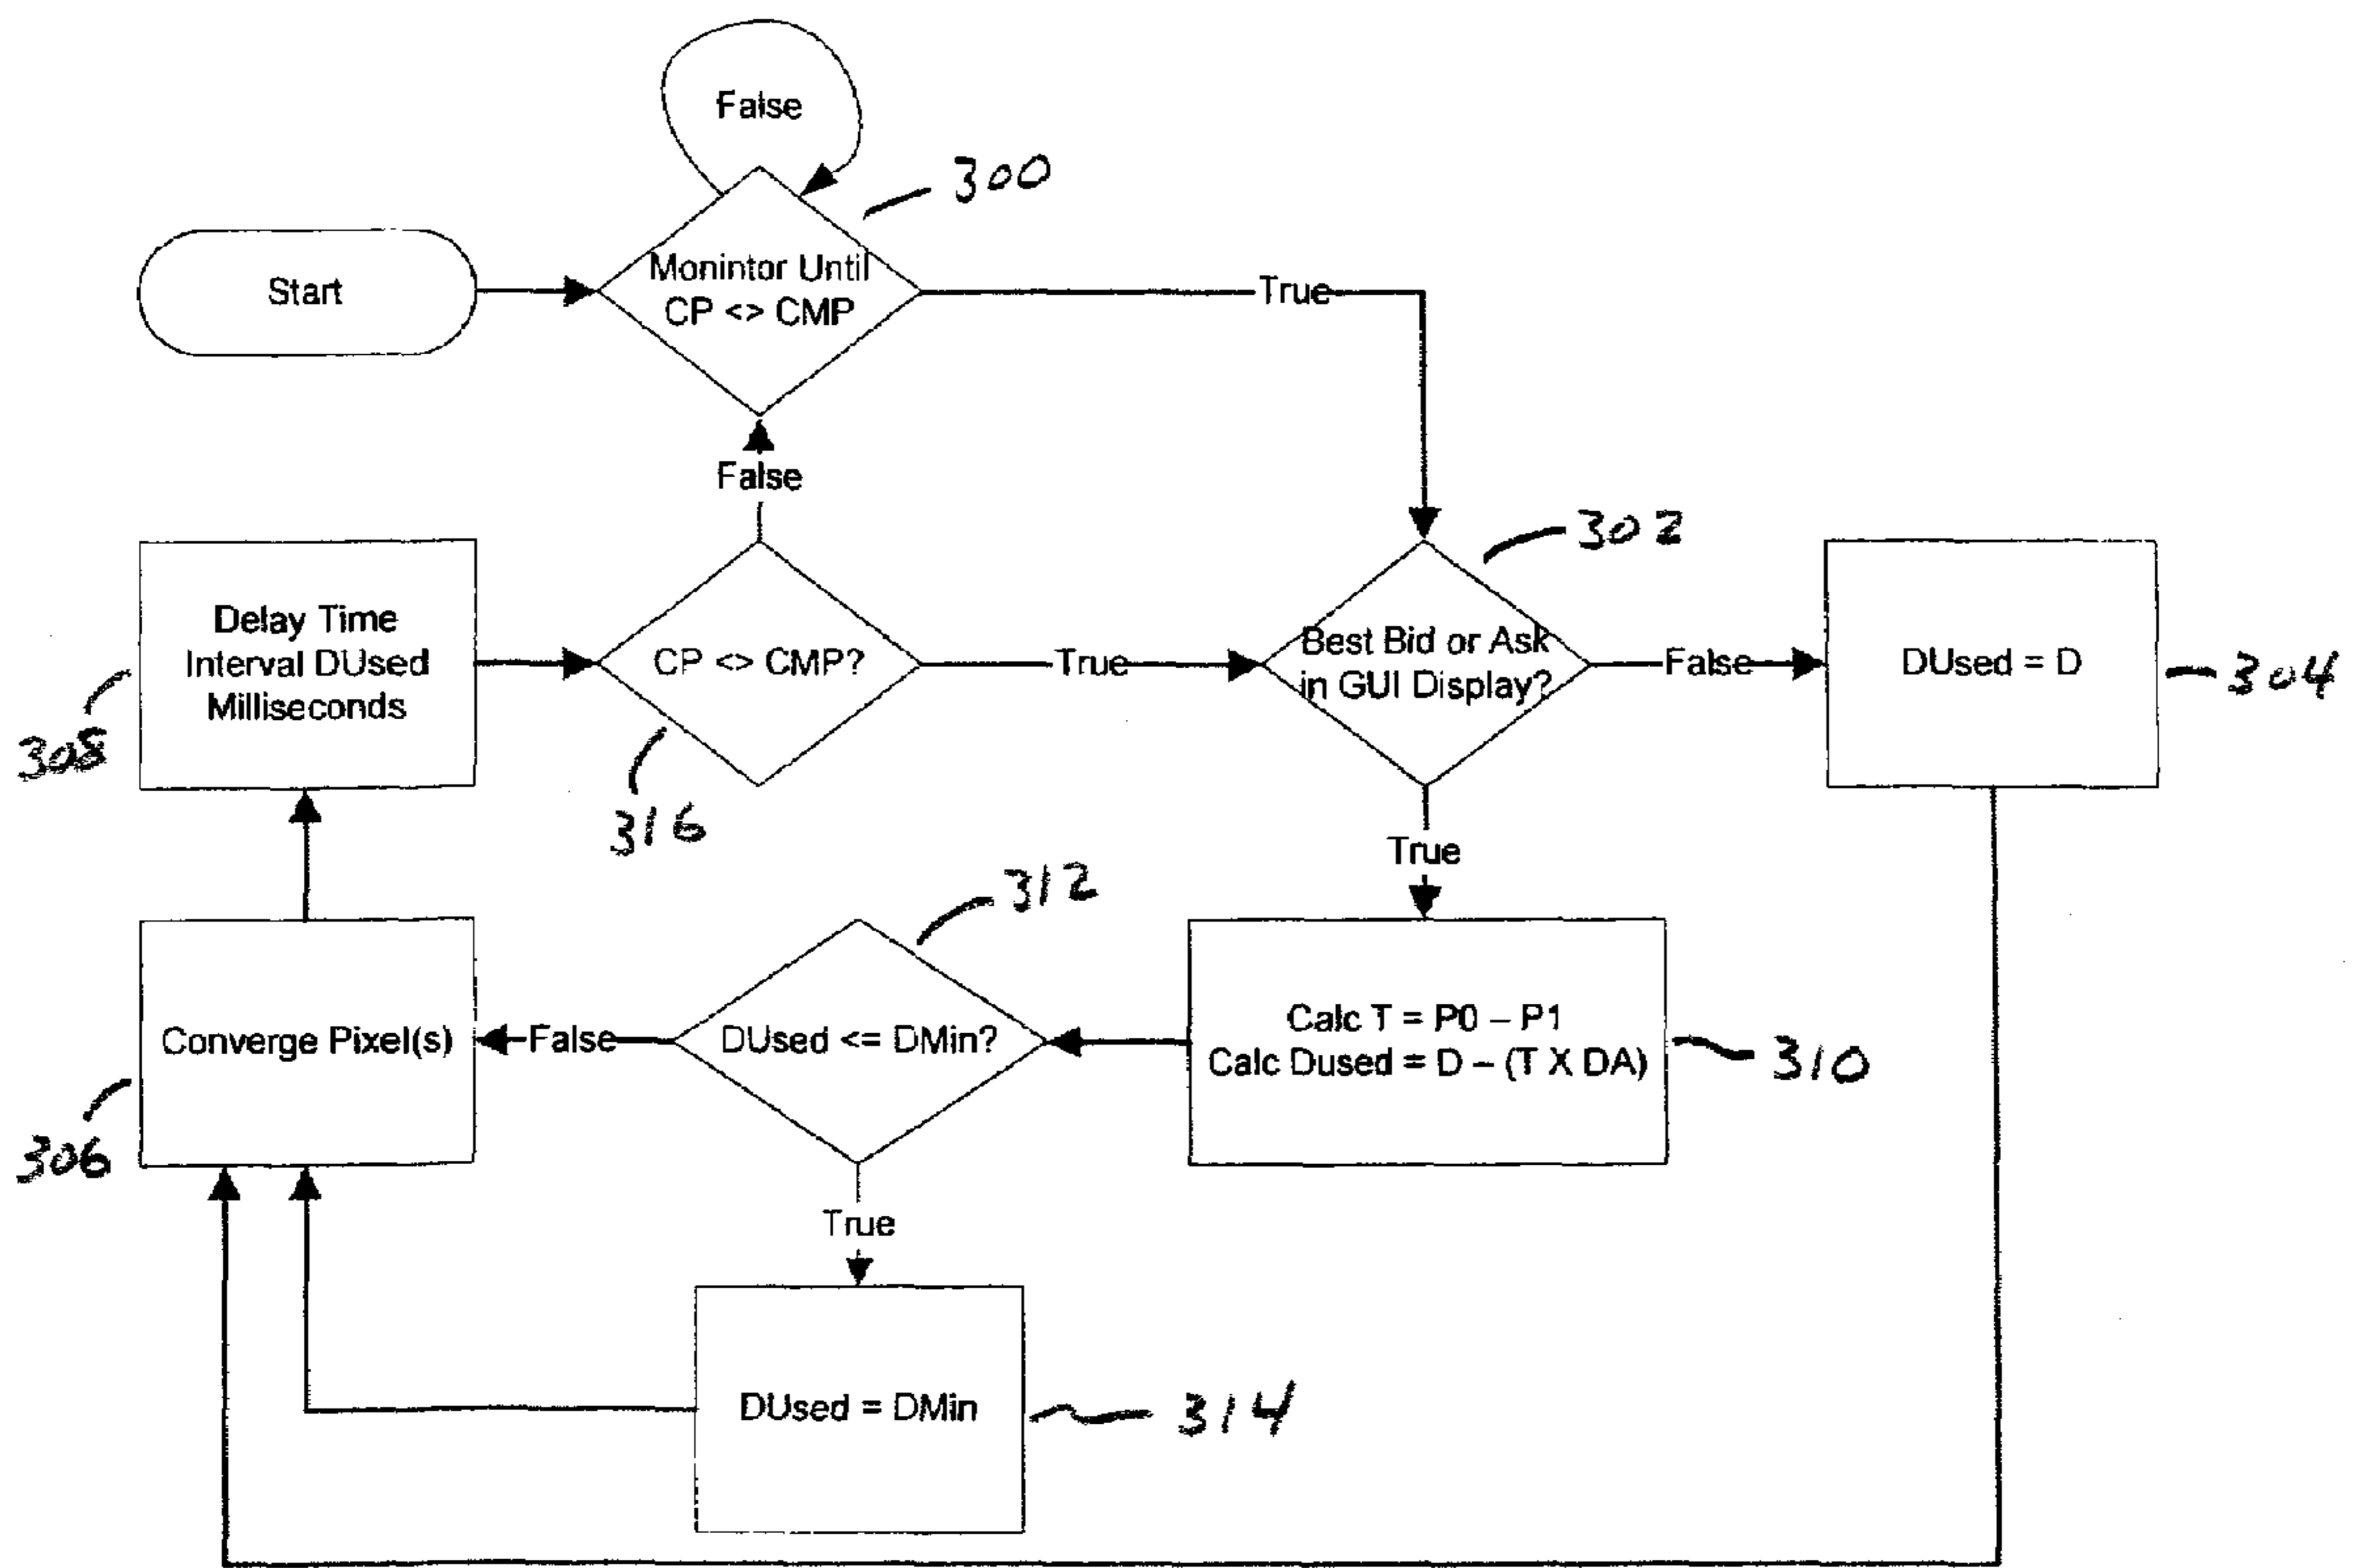 False
300
Start
Monintor Until
CP <> CMP
True
False
302
308
Delay Time
Interval DUsed
Milliseconds
CP <> CMP?
True
Best Bid or Ask
in GUI Display?
False
DUsed = D
304
316
True
312
306
Converge Pixel(s)
False
DUsed <= DMin?
Calc T = P0 – P1
Calc Dused = D – (T X DA)
310
True
DUsed = DMin
314